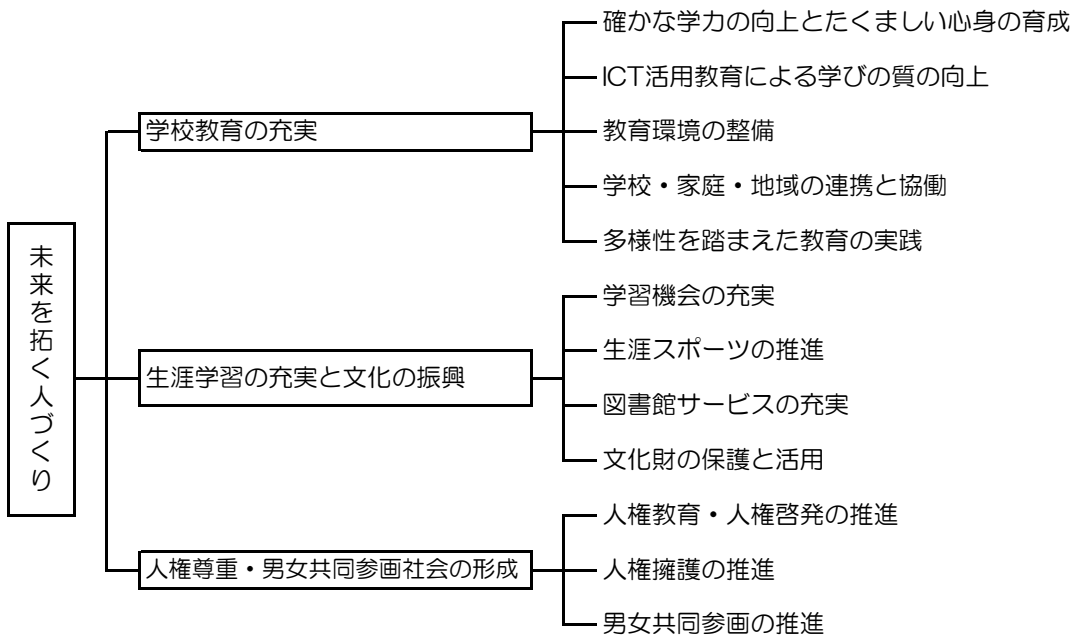 未来を拓く人づくり
学校教育の充実
確かな学力の向上とたくましい心身の育成
ICT活用教育による学びの質の向上
教育環境の整備
学校・家庭・地域の連携と協働
多様性を踏まえた教育の実践
生涯学習の充実と文化の振興
学習機会の充実
生涯スポーツの推進
図書館サービスの充実
文化財の保護と活用
人権尊重・男女共同参画社会の形成
人権教育・人権啓発の推進
人権擁護の推進
男女共同参画の推進